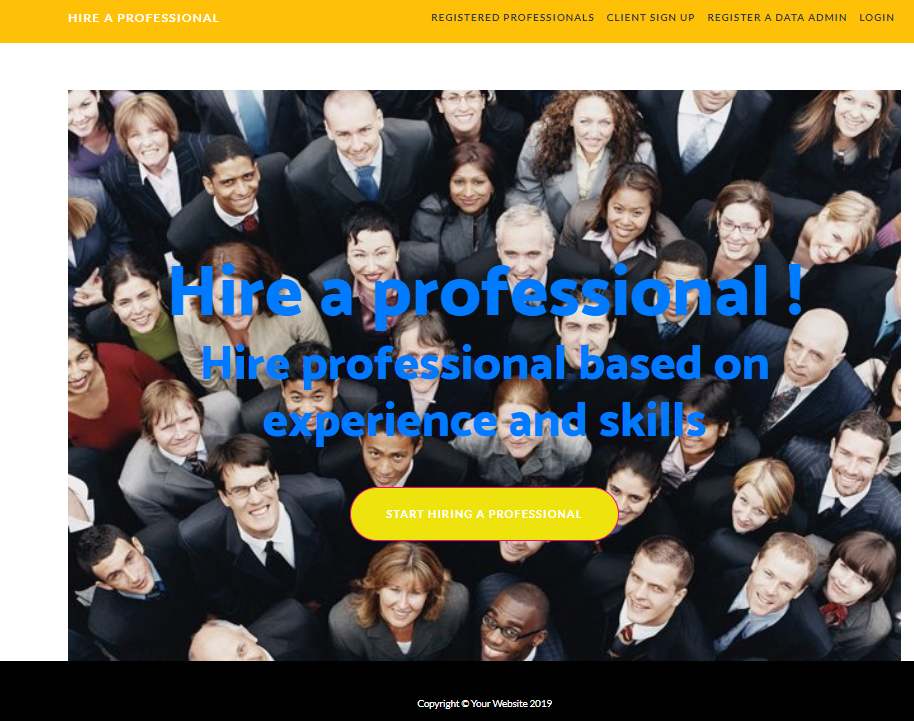 HIRE A PROFESSIONAL
REGISTERED PROFESSIONALS CLIENT SIGN UP REGISTER A DATA ADMIN LOGIN
Hire a professional !
Hire professional based on
experience and skills
START HIRING A PROFESSIONAL
Copyright © Your Website 2019